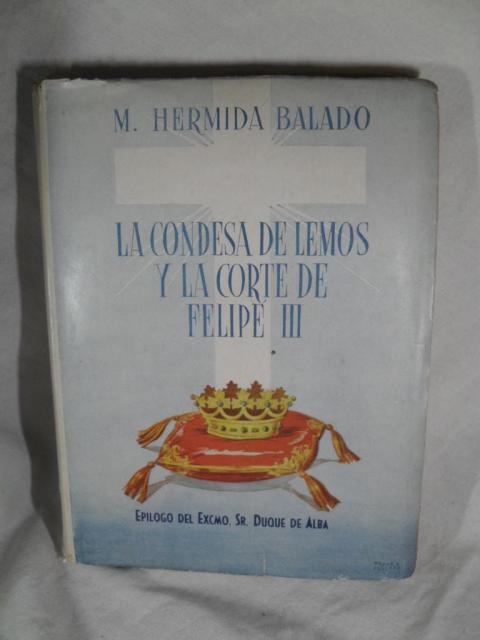 M. HERMIDA BALADO
LA CONDESA DE LEMOS
Y LA CORTE DE
FELIPE III
EPILOGO DEL EXCMO. SR. DUQUE DE ALBA